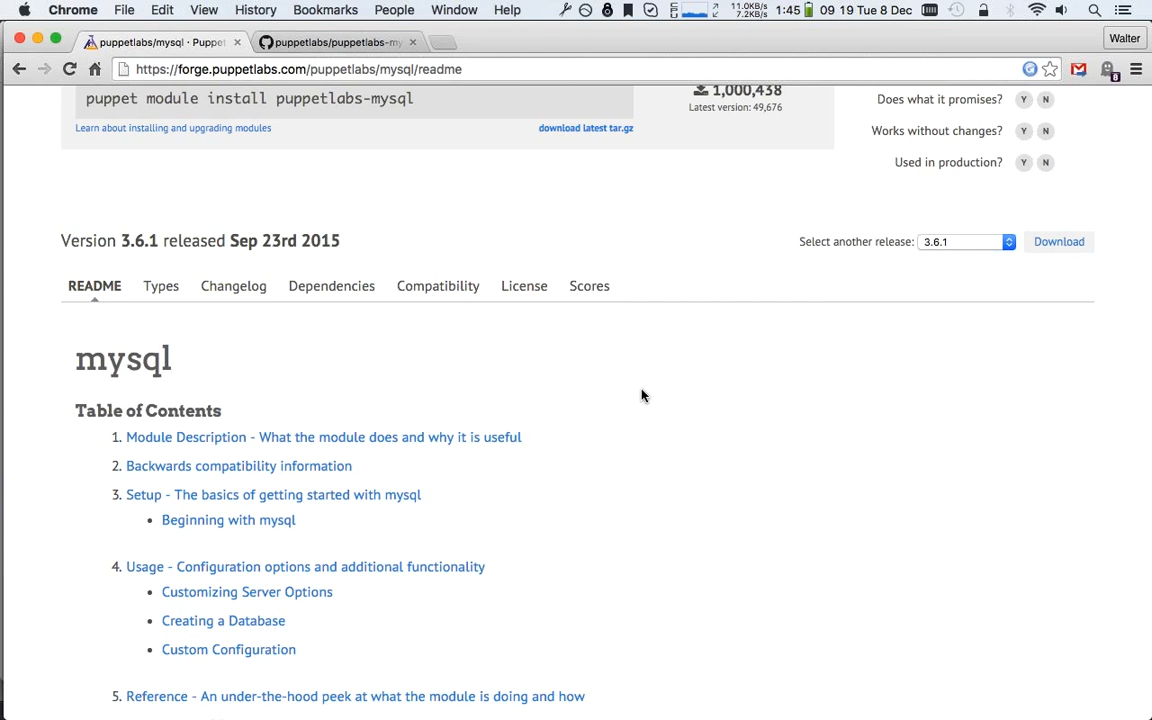 Chrome File Edit View History Bookmarks People Window Help 11.0KB/s 7.2KB/s 1:45 09 19 Tue 8 Dec
puppetlabs/mysql · Puppet puppetlabs/puppetlabs-my Walter
https://forge.puppetlabs.com/puppetlabs/mysql/readme
puppet module install puppetlabs-mysql
1,000,438
Latest version: 49,676
Learn about installing and upgrading modules download latest tar.gz
Does what it promises? Y N
Works without changes? Y N
Used in production? Y N
Version 3.6.1 released Sep 23rd 2015
Select another release: 3.6.1 Download
README Types Changelog Dependencies Compatibility License Scores
mysql
Table of Contents
1. Module Description - What the module does and why it is useful
2. Backwards compatibility information
3. Setup - The basics of getting started with mysql
• Beginning with mysql
4. Usage - Configuration options and additional functionality
• Customizing Server Options
• Creating a Database
• Custom Configuration
5. Reference - An under-the-hood peek at what the module is doing and how